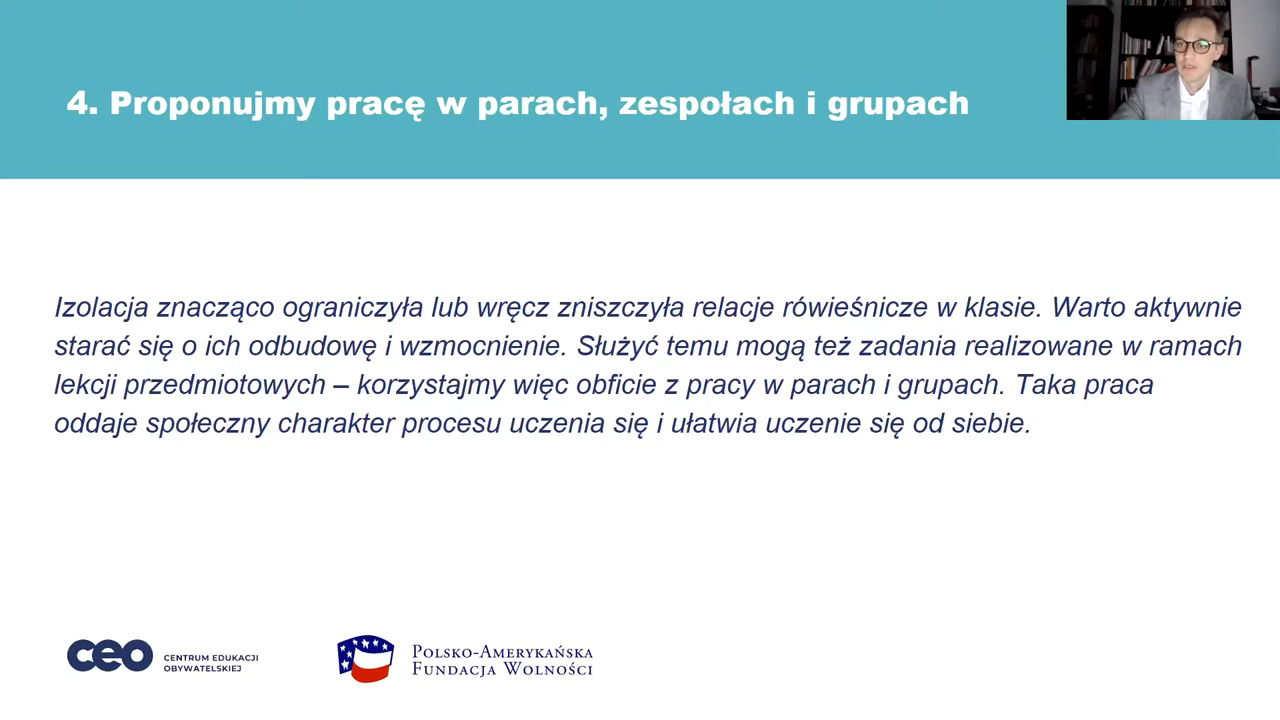 4. Proponujmy pracę w parach, zespołach i grupach
Izolacja znacząco ograniczyła lub wręcz zniszczyła relacje rówieśnicze w klasie. Warto aktywnie
starać się o ich odbudowę i wzmocnienie. Służyć temu mogą też zadania realizowane w ramach
lekcji przedmiotowych – korzystajmy więc obficie z pracy w parach i grupach. Taka praca
oddaje społeczny charakter procesu uczenia się i ułatwia uczenie się od siebie.
ceo
CENTRUM EDUKACJI
OBYWATELSKIEJ
POLSKO-AMERYKAŃSKA
FUNDACJA WOLNOŚCI